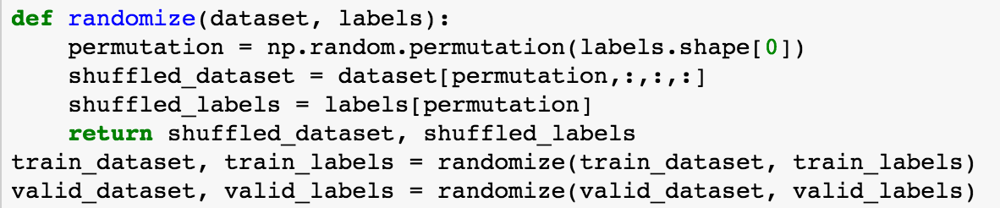 def randomize(dataset, labels):
    permutation = np.random.permutation(labels.shape[0])
    shuffled_dataset = dataset[permutation,:,:,:]
    shuffled_labels = labels[permutation]
    return shuffled_dataset, shuffled_labels
train_dataset, train_labels = randomize(train_dataset, train_labels)
valid_dataset, valid_labels = randomize(valid_dataset, valid_labels)